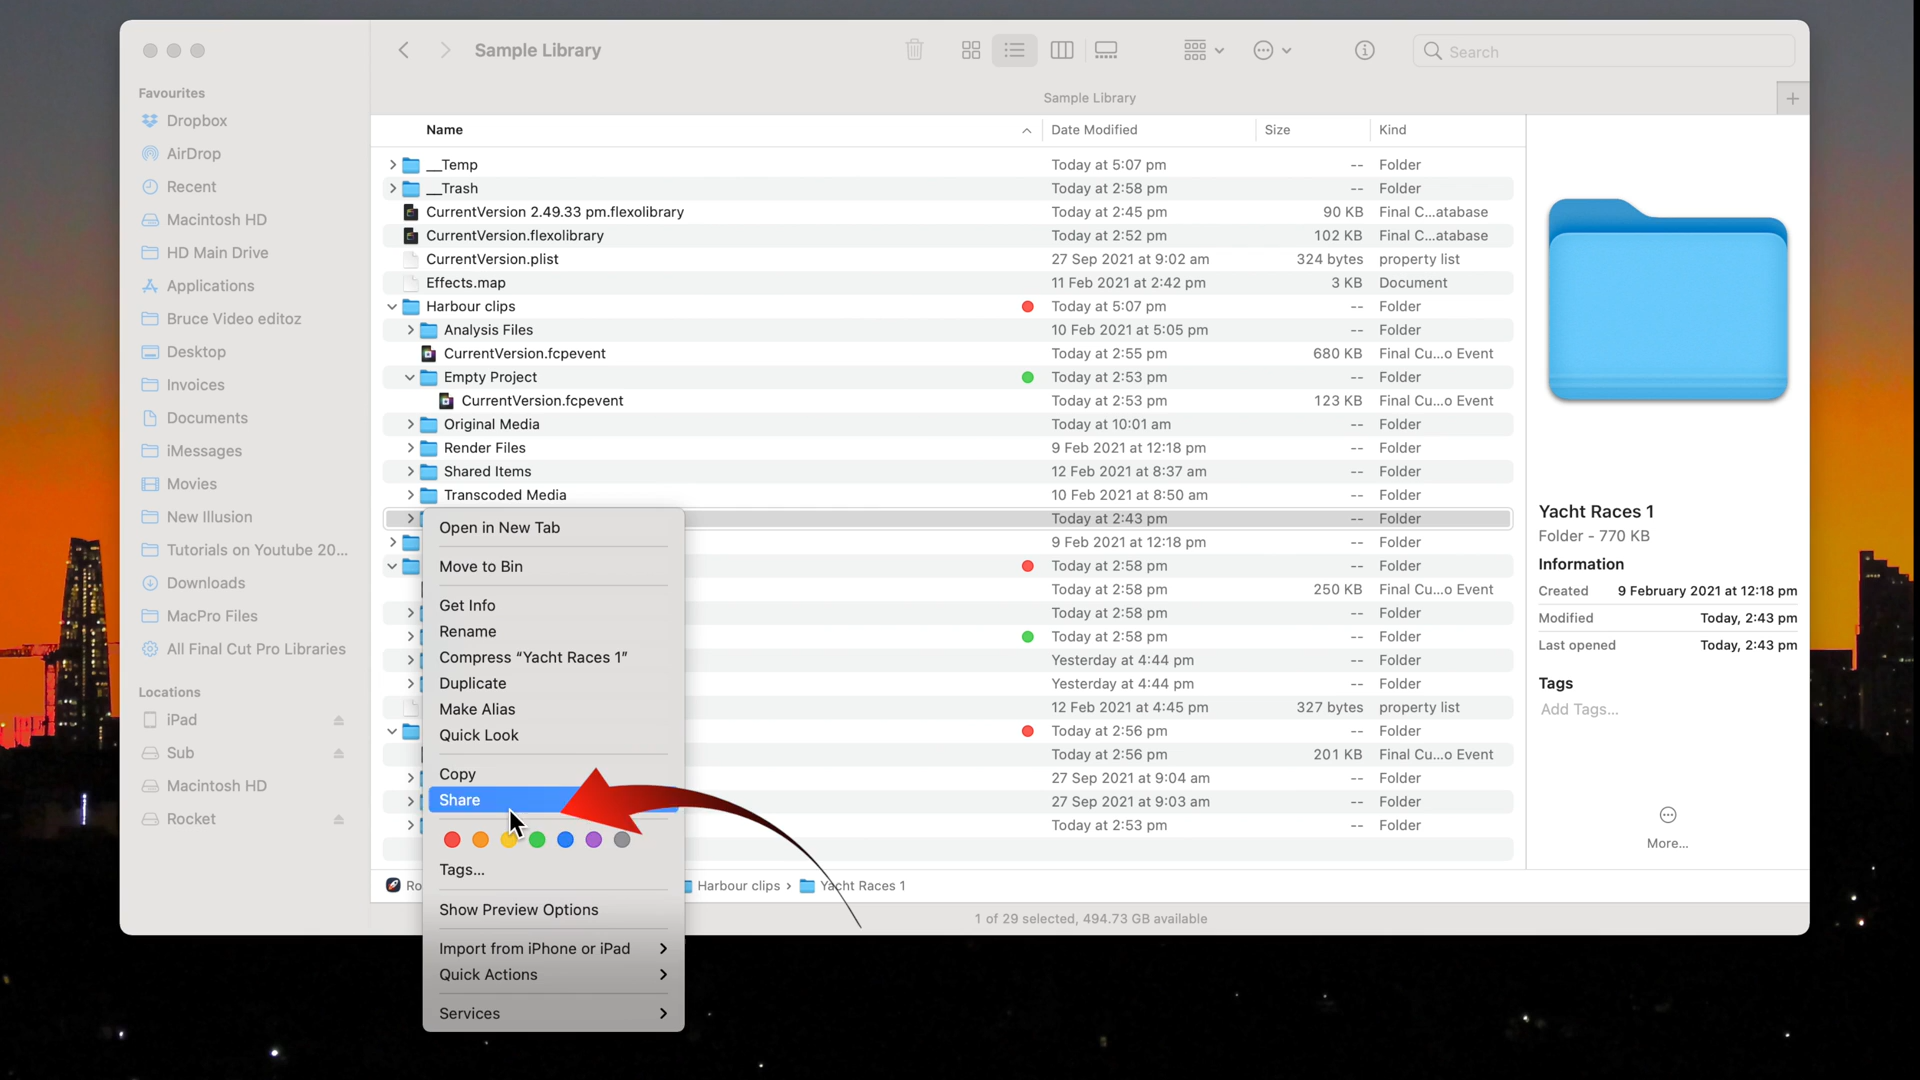 Sample Library
Search
Favourites
Dropbox
AirDrop
Recent
Macintosh HD
HD Main Drive
Applications
Bruce Video editoz
Desktop
Invoices
Documents
iMessages
Movies
New Illusion
Tutorials on Youtube 20...
Downloads
MacPro Files
All Final Cut Pro Libraries
Locations
iPad
Sub
Macintosh HD
Rocket
Sample Library
Name Date Modified Size Kind
__Temp Today at 5:07 pm -- Folder
__Trash Today at 2:58 pm -- Folder
CurrentVersion 2.49.33 pm.flexolibrary Today at 2:45 pm 90 KB Final C...atabase
CurrentVersion.flexolibrary Today at 2:52 pm 102 KB Final C...atabase
CurrentVersion.plist 27 Sep 2021 at 9:02 am 324 bytes property list
Effects.map 11 Feb 2021 at 2:42 pm 3 KB Document
Harbour clips Today at 5:07 pm -- Folder
Analysis Files 10 Feb 2021 at 5:05 pm -- Folder
CurrentVersion.fcpevent Today at 2:55 pm 680 KB Final Cu...o Event
Empty Project Today at 2:53 pm -- Folder
CurrentVersion.fcpevent Today at 2:53 pm 123 KB Final Cu...o Event
Original Media Today at 10:01 am -- Folder
Render Files 9 Feb 2021 at 12:18 pm -- Folder
Shared Items 12 Feb 2021 at 8:37 am -- Folder
Transcoded Media 10 Feb 2021 at 8:50 am -- Folder
Today at 2:43 pm -- Folder
9 Feb 2021 at 12:18 pm -- Folder
Today at 2:58 pm -- Folder
Today at 2:58 pm 250 KB Final Cu...o Event
Today at 2:58 pm -- Folder
Today at 2:58 pm -- Folder
Yesterday at 4:44 pm -- Folder
Yesterday at 4:44 pm -- Folder
12 Feb 2021 at 4:45 pm 327 bytes property list
Today at 2:56 pm -- Folder
Today at 2:56 pm 201 KB Final Cu...o Event
27 Sep 2021 at 9:04 am -- Folder
27 Sep 2021 at 9:03 am -- Folder
Today at 2:53 pm -- Folder
Open in New Tab
Move to Bin
Get Info
Rename
Compress “Yacht Races 1”
Duplicate
Make Alias
Quick Look
Copy
Share
Tags...
Show Preview Options
Import from iPhone or iPad
Quick Actions
Services
Ro
Harbour clips › Yacht Races 1
1 of 29 selected, 494.73 GB available
Yacht Races 1
Folder - 770 KB
Information
Created 9 February 2021 at 12:18 pm
Modified Today, 2:43 pm
Last opened Today, 2:43 pm
Tags
Add Tags...
More...